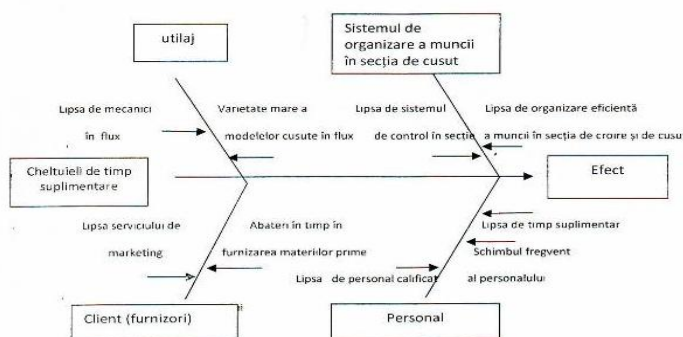 utilaj
Sistemul de
organizare a muncii
în secția de cusut
Lipsa de mecanici
în flux
Varietate mare a
modelelor cusute în flux
Lipsa de sistemul
de control în secție
Lipsa de organizare eficientă
a muncii în secția de croire și de cusu
Cheltuieli de timp
suplimentare
Efect
Lipsa serviciului de
marketing
Abateri în timp în
furnizarea materiilor prime
Lipsa de timp suplimentar
Schimbul fregvent
al personalului
Lipsa de personal calificat
Client (furnizori)
Personal